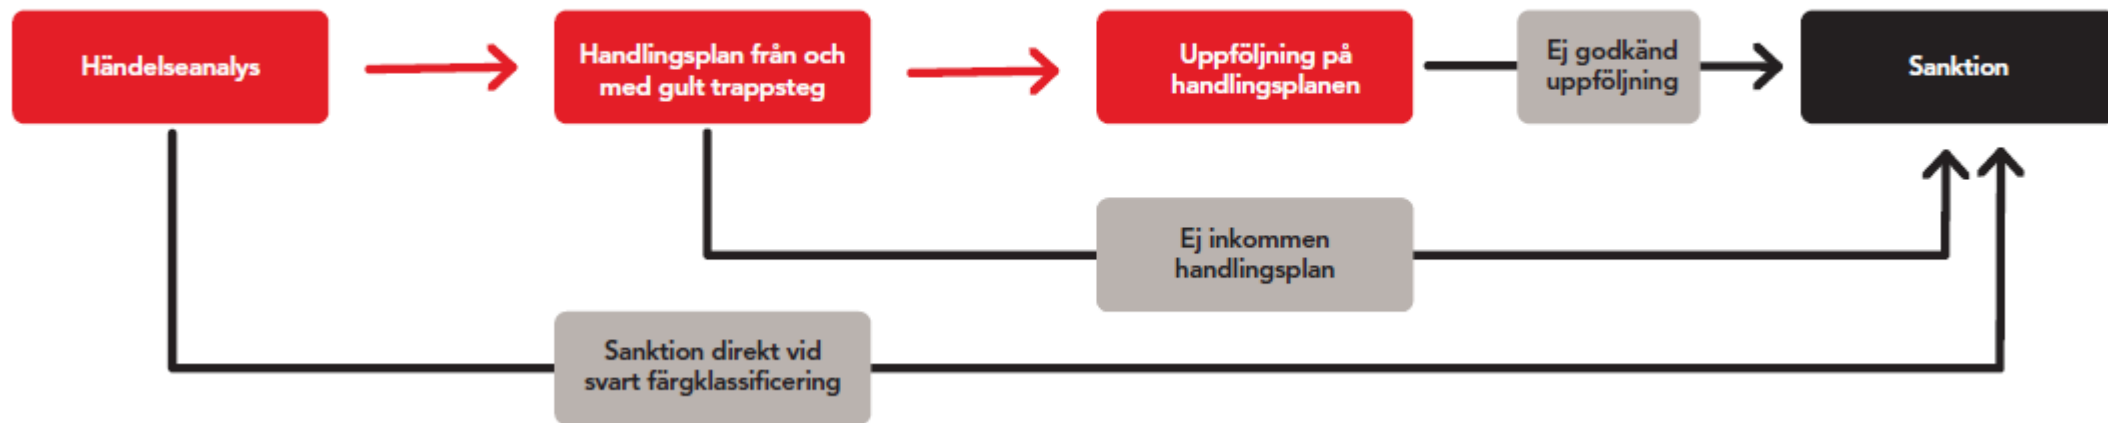 Händelseanalys
Handlingsplan från och
med gult trappsteg
Uppföljning på
handlingsplanen
Ej godkänd
uppföljning
Sanktion
Ej inkommen
handlingsplan
Sanktion direkt vid
svart färgklassificering